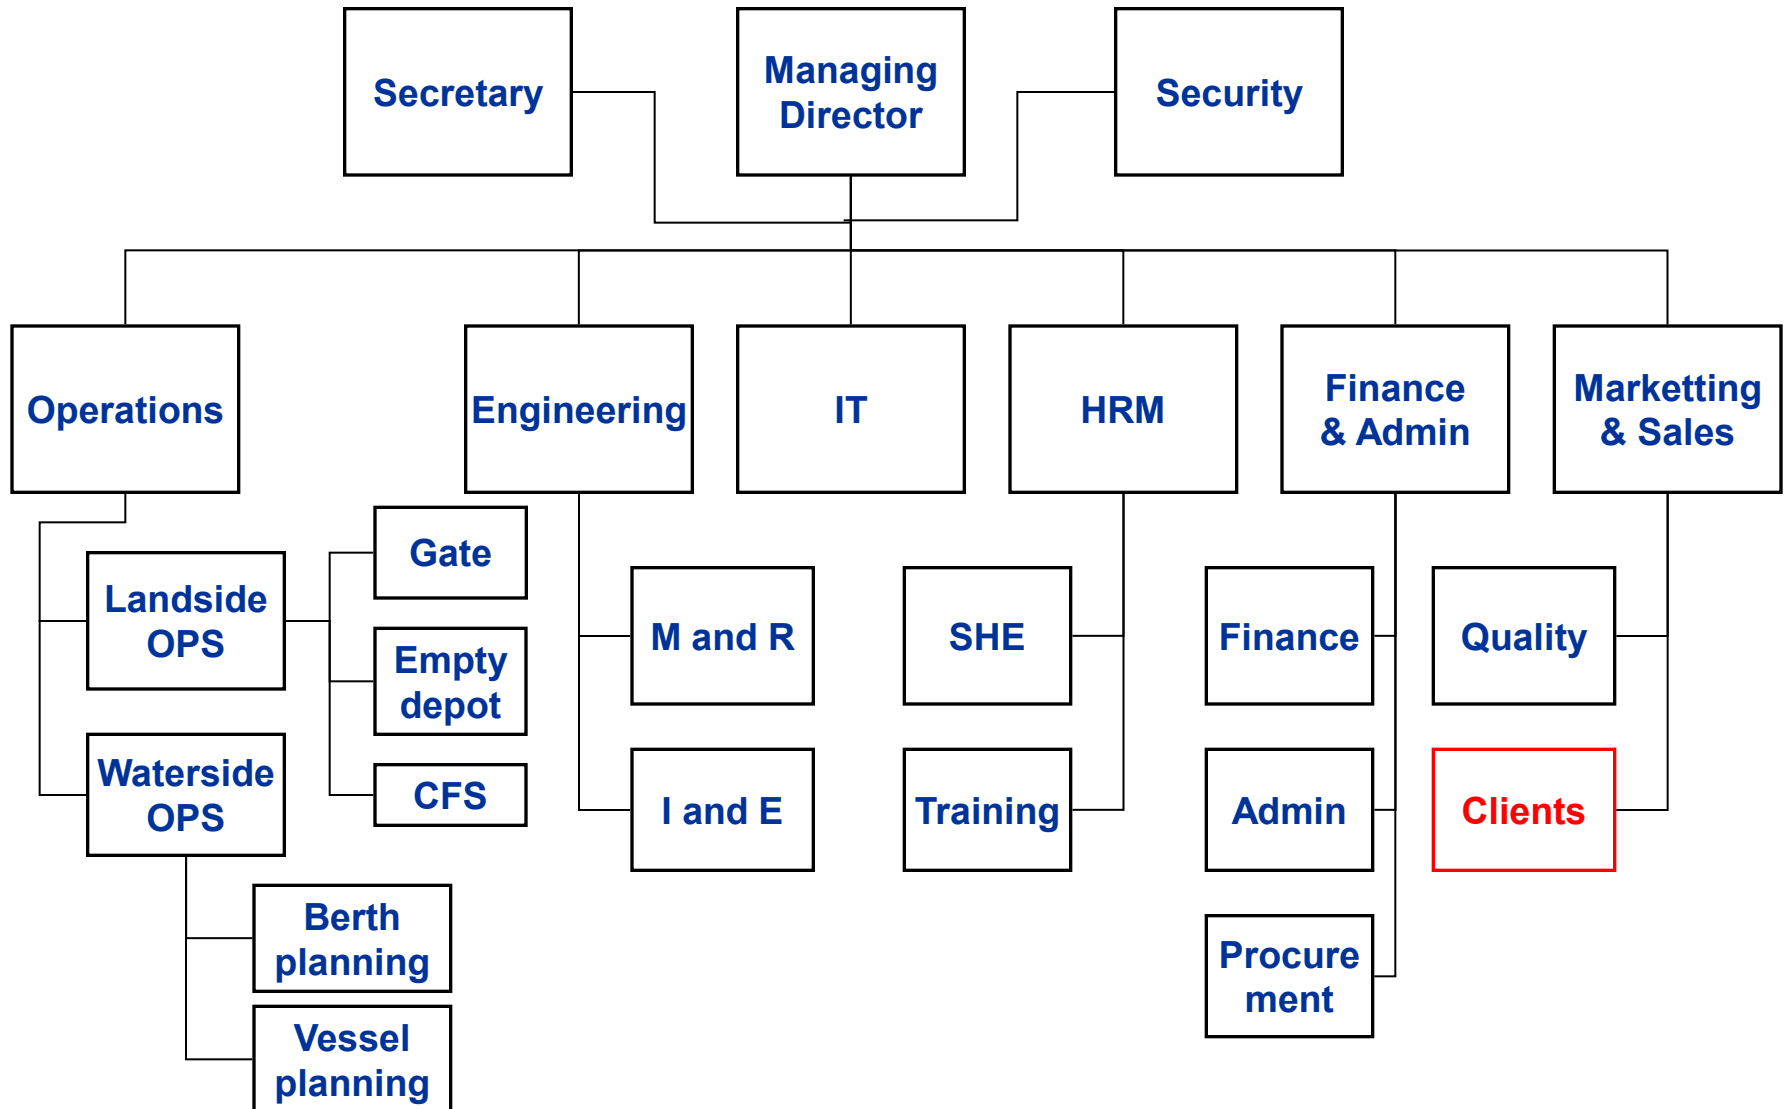 Secretary
Managing
Director
Security
Operations
Engineering
IT
HRM
Finance
& Admin
Marketting
& Sales
Landside
OPS
Gate
Empty
depot
CFS
Waterside
OPS
Berth
planning
Vessel
planning
M and R
I and E
SHE
Training
Finance
Admin
Procure
ment
Quality
Clients